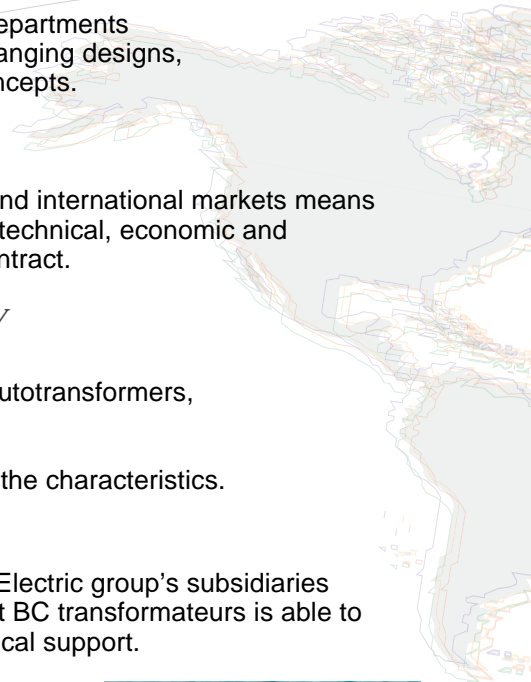 epartments
anging designs,
ncepts.
nd international markets means
technical, economic and
ntract.
y
utotransformers,
the characteristics.
Electric group's subsidiaries
t BC transformateurs is able to
ical support.